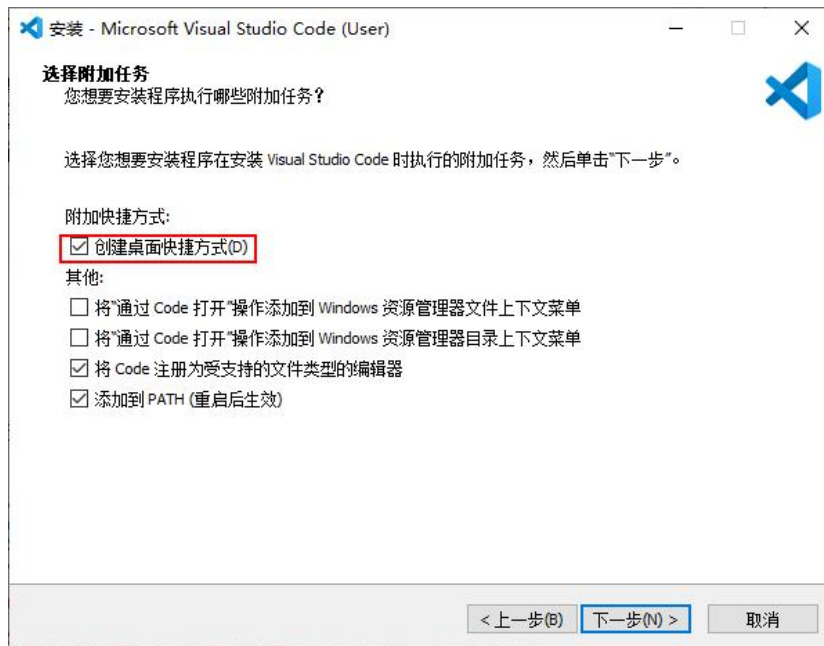 安装 - Microsoft Visual Studio Code (User)
选择附加任务
您想要安装程序执行哪些附加任务?
选择您想要安装程序在安装 Visual Studio Code 时执行的附加任务，然后单击"下一步"。
附加快捷方式:
创建桌面快捷方式(D)
其他:
将"通过 Code 打开"操作添加到 Windows 资源管理器文件上下文菜单
将"通过 Code 打开"操作添加到 Windows 资源管理器目录上下文菜单
将 Code 注册为受支持的文件类型的编辑器
添加到 PATH (重启后生效)
< 上一步(B) 下一步(N) > 取消